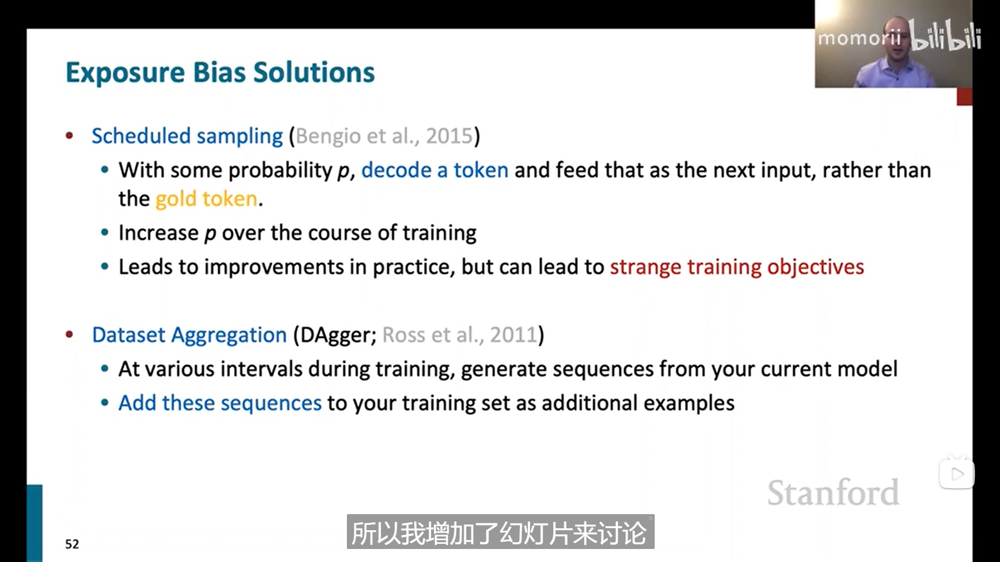 momorii bilibili
Exposure Bias Solutions
• Scheduled sampling (Bengio et al., 2015)
• With some probability p, decode a token and feed that as the next input, rather than
the gold token.
• Increase p over the course of training
• Leads to improvements in practice, but can lead to strange training objectives
• Dataset Aggregation (DAgger; Ross et al., 2011)
• At various intervals during training, generate sequences from your current model
• Add these sequences to your training set as additional examples
Stanford
所以我增加了幻灯片来讨论
52